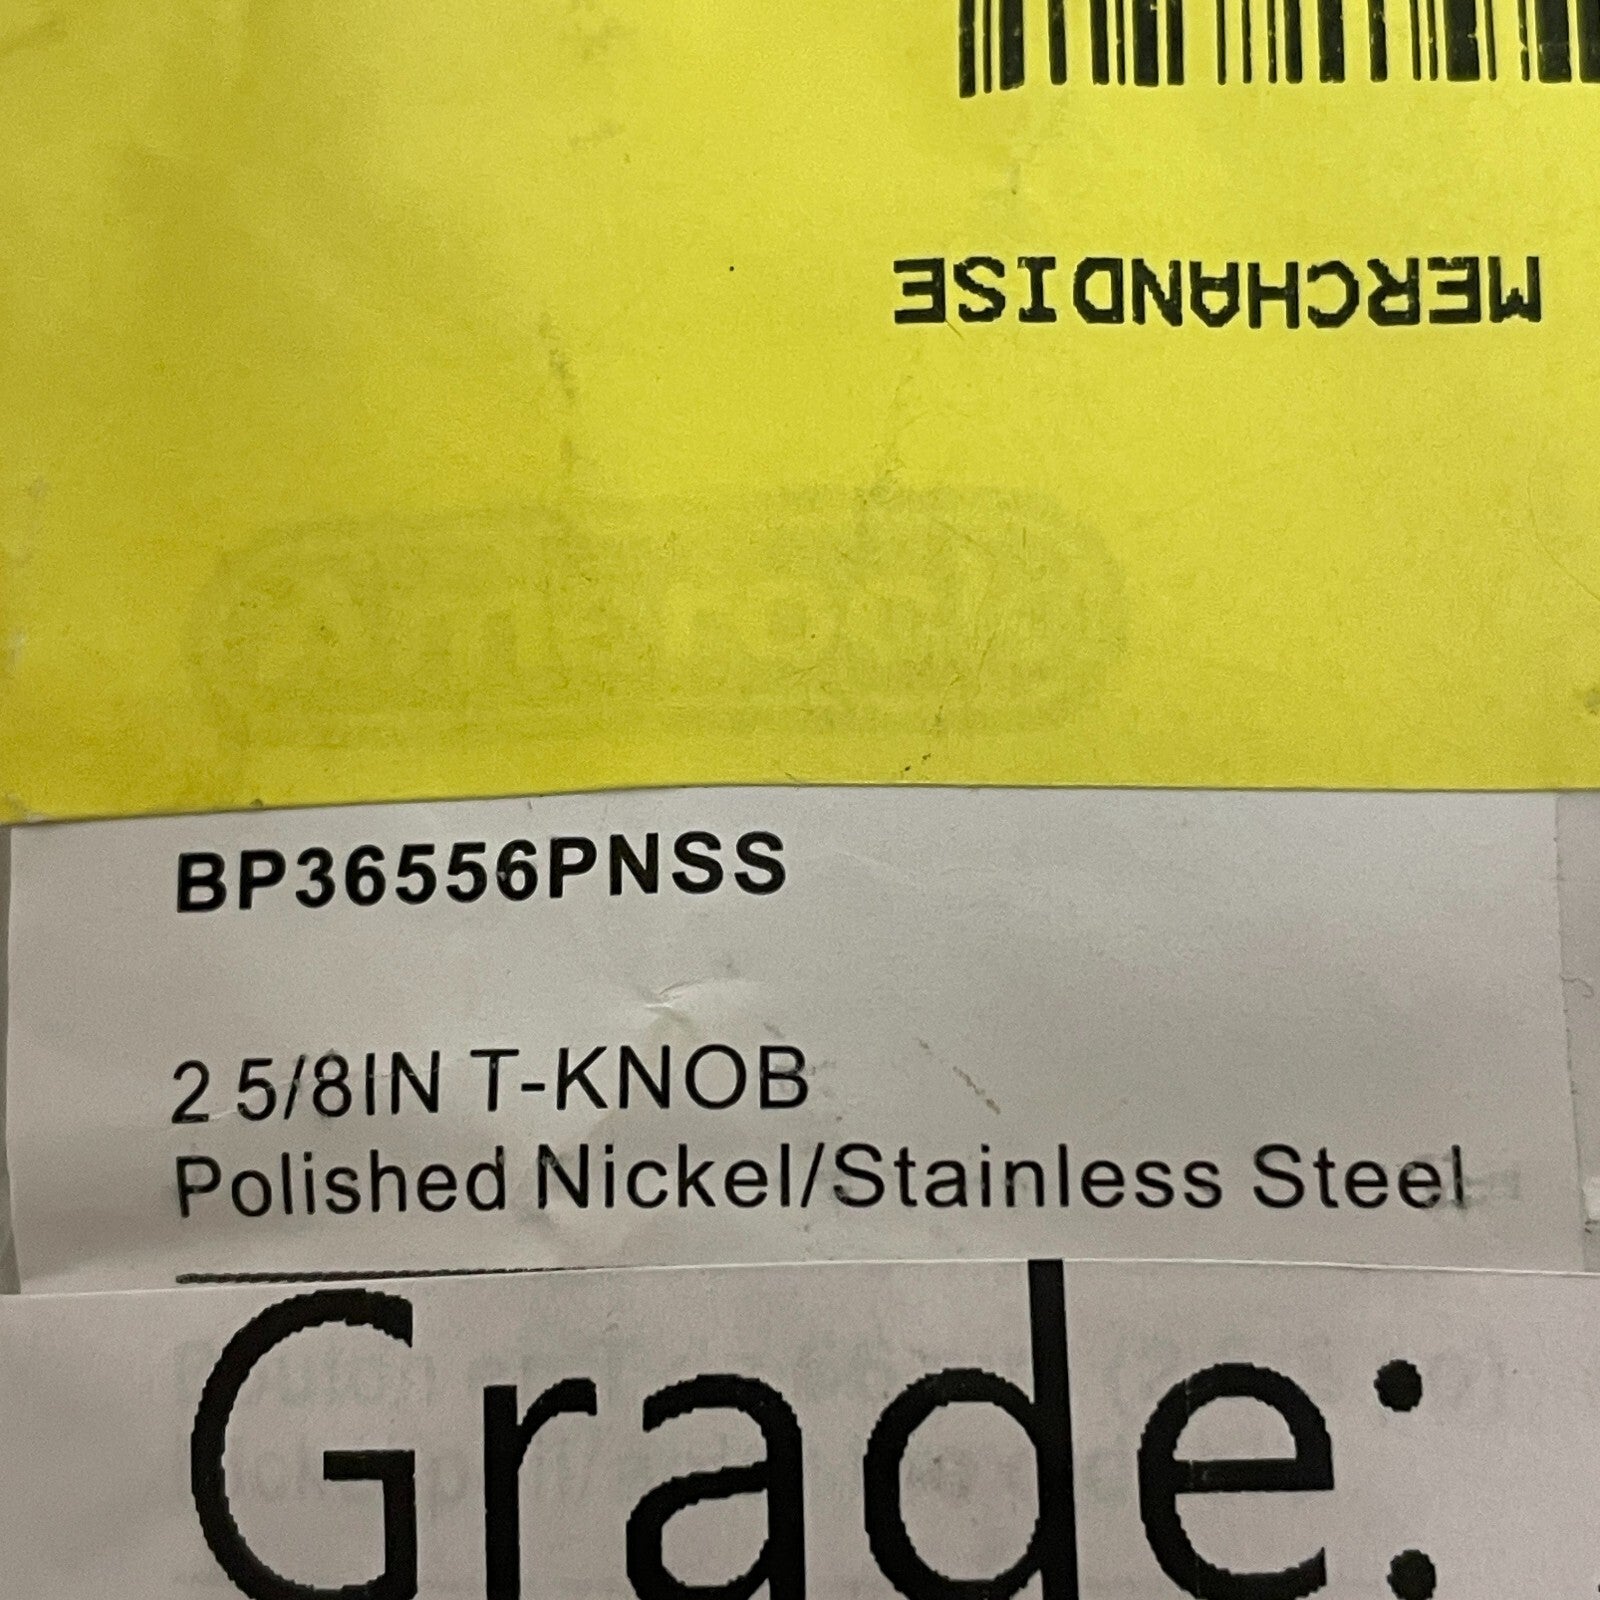 MERCHANDISE
BP36556PNSS
2 5/8IN T-KNOB
Polished Nickel/Stainless Steel
Grade: